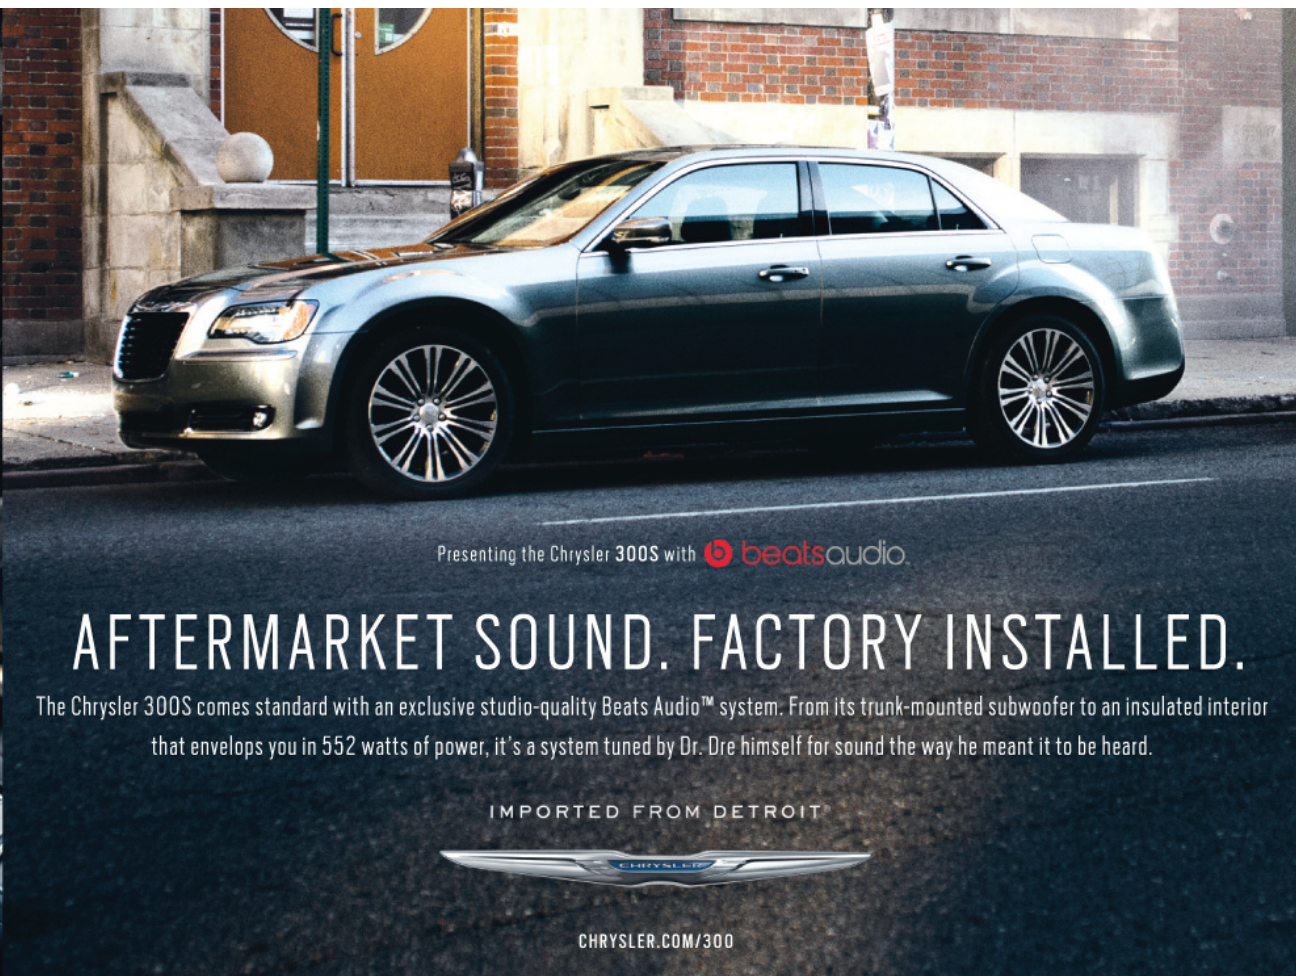 Presenting the Chrysler 300S with beatsaudio™
AFTERMARKET SOUND. FACTORY INSTALLED.
The Chrysler 300S comes standard with an exclusive studio-quality Beats Audio™ system. From its trunk-mounted subwoofer to an insulated interior
that envelops you in 552 watts of power, it's a system tuned by Dr. Dre himself for sound the way he meant it to be heard.
IMPORTED FROM DETROIT®
CHRYSLER
CHRYSLER.COM/300